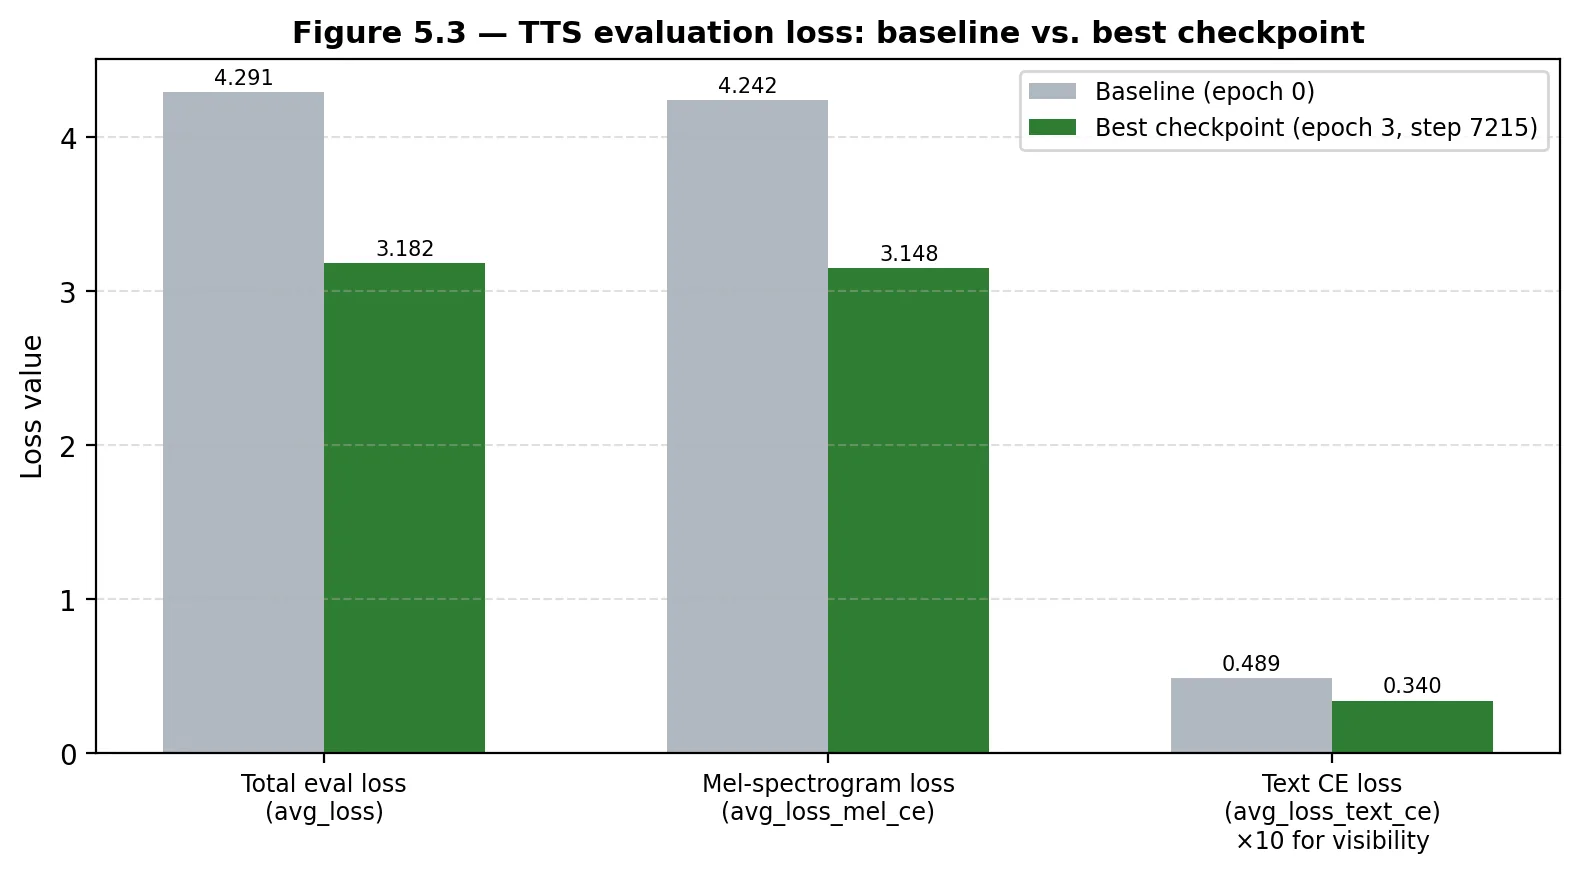 Figure 5.3 — TTS evaluation loss: baseline vs. best checkpoint
4.291
4.242
Baseline (epoch 0)
Best checkpoint (epoch 3, step 7215)
4
3.182
3.148
3
Loss value
2
1
0.489
0.340
0
Total eval loss
(avg_loss)
Mel-spectrogram loss
(avg_loss_mel_ce)
Text CE loss
(avg_loss_text_ce)
×10 for visibility